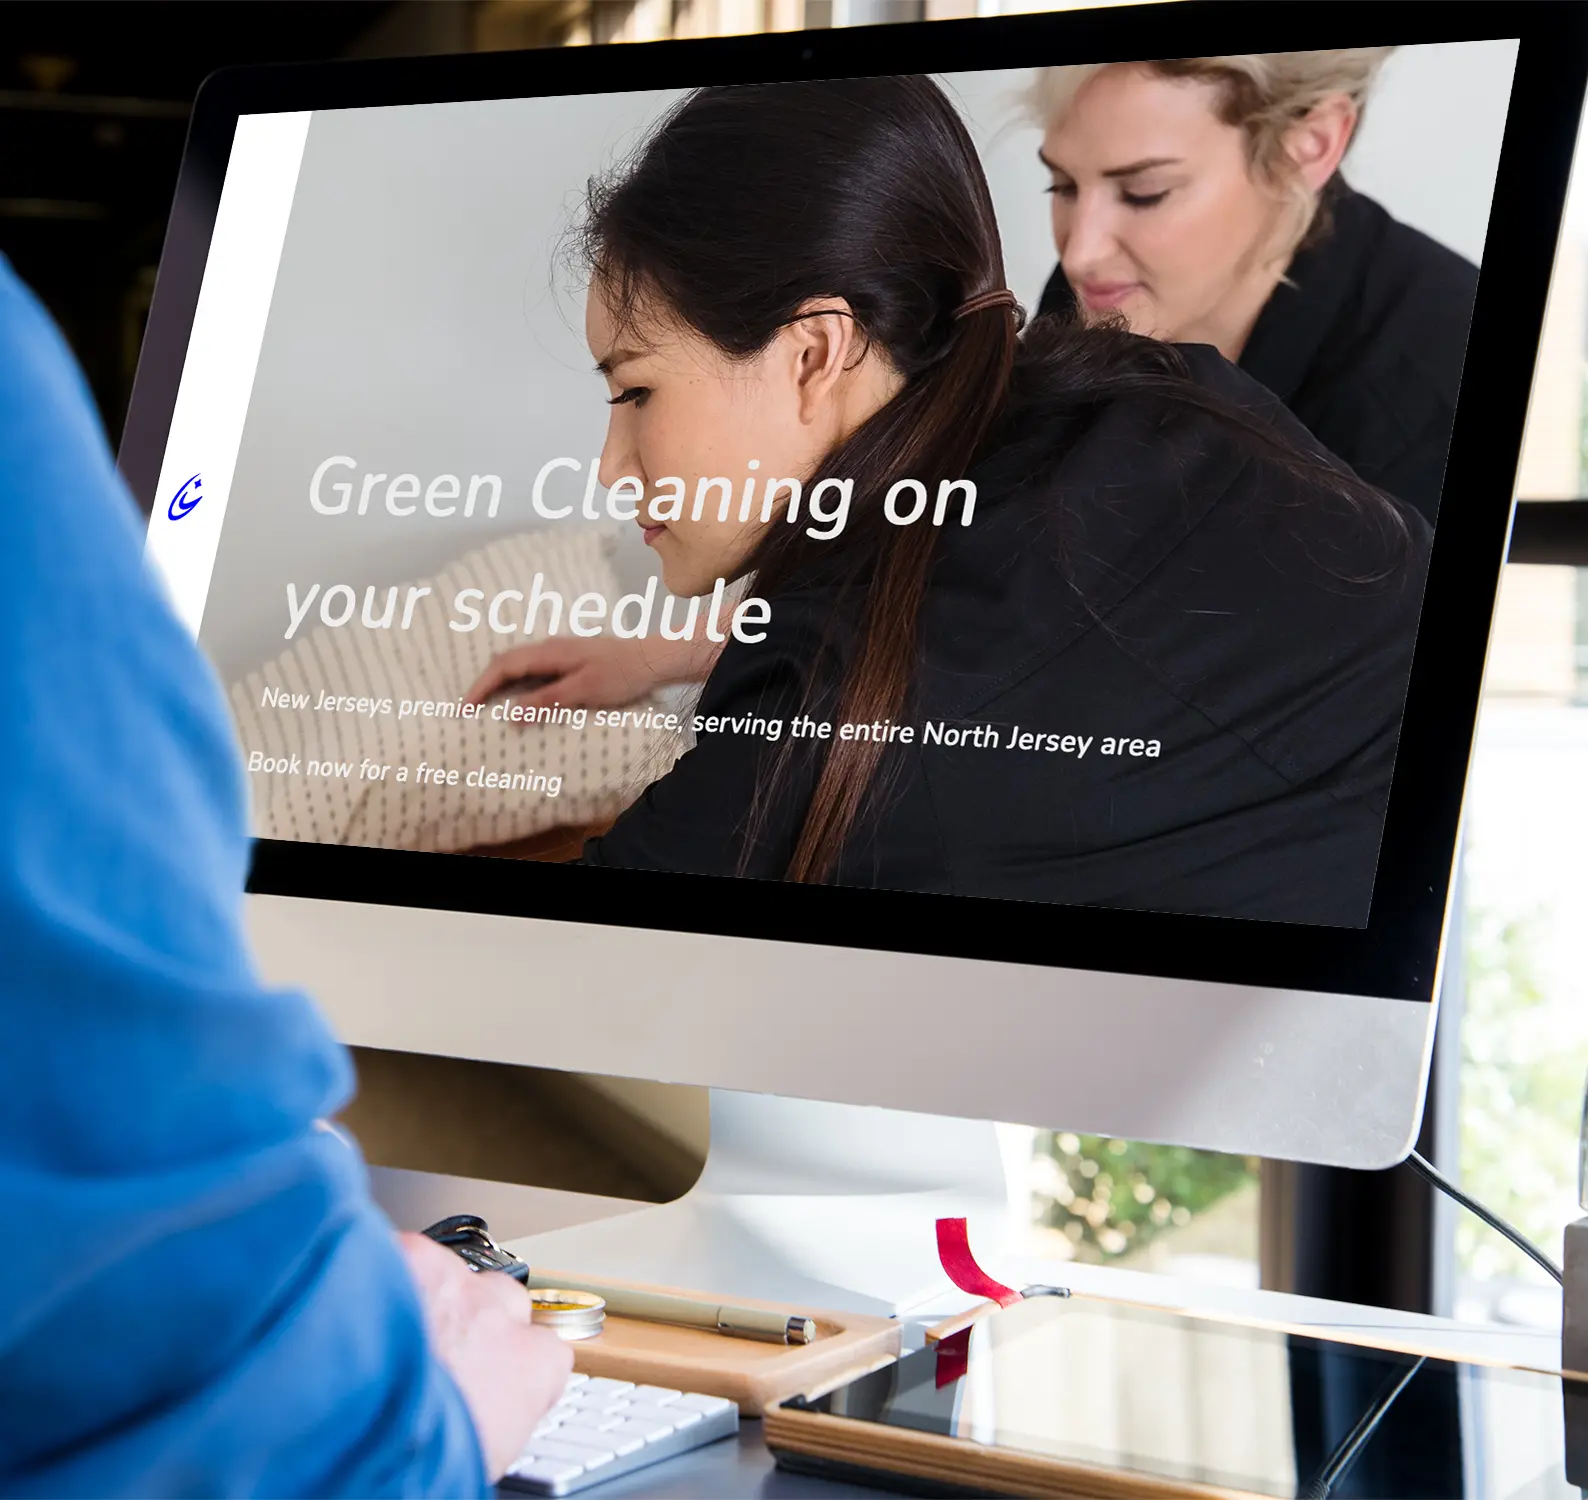 Green Cleaning on
your schedule
New Jerseys premier cleaning service, serving the entire North Jersey area
Book now for a free cleaning